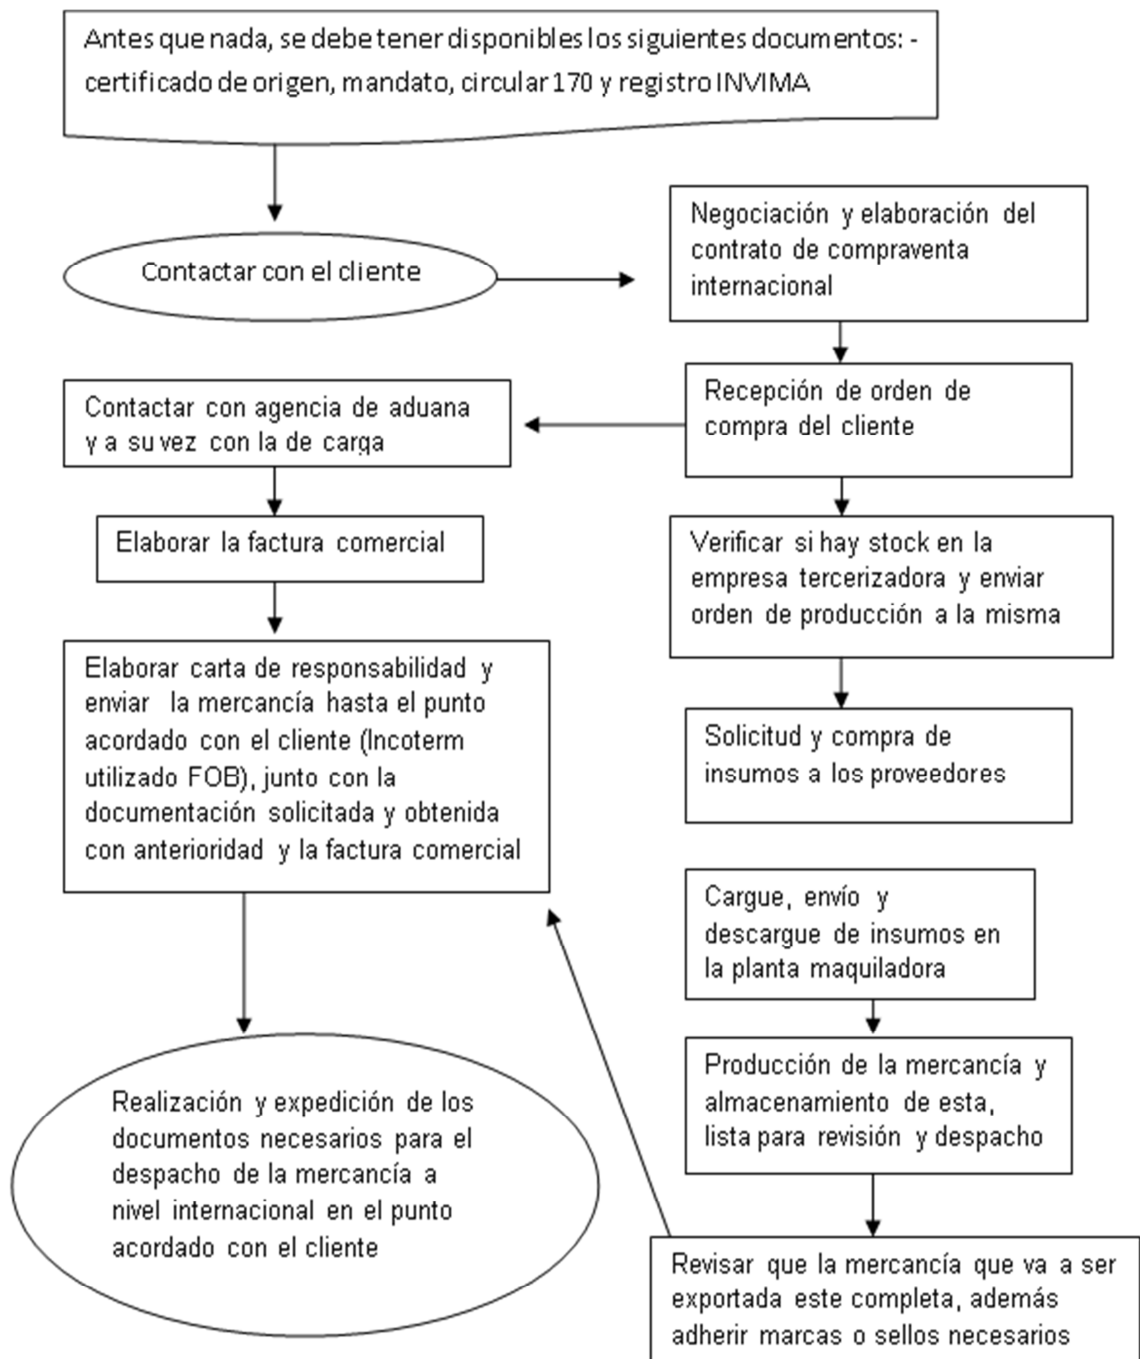 Antes que nada, se debe tener disponibles los siguientes documentos: -
certificado de origen, mandato, circular 170 y registro INVIMA
Contactar con el cliente
Negociación y elaboración del
contrato de compraventa
internacional
Recepción de orden de
compra del cliente
Contactar con agencia de aduana
y a su vez con la de carga
Elaborar la factura comercial
Verificar si hay stock en la
empresa tercerizadora y enviar
orden de producción a la misma
Elaborar carta de responsabilidad y
enviar la mercancía hasta el punto
acordado con el cliente (Incoterm
utilizado FOB), junto con la
documentación solicitada y obtenida
con anterioridad y la factura comercial
Solicitud y compra de
insumos a los proveedores
Cargue, envío y
descargue de insumos en
la planta maquiladora
Producción de la mercancía y
almacenamiento de esta,
lista para revisión y despacho
Realización y expedición de los
documentos necesarios para el
despacho de la mercancía a
nivel internacional en el punto
acordado con el cliente
Revisar que la mercancía que va a ser
exportada este completa, además
adherir marcas o sellos necesarios